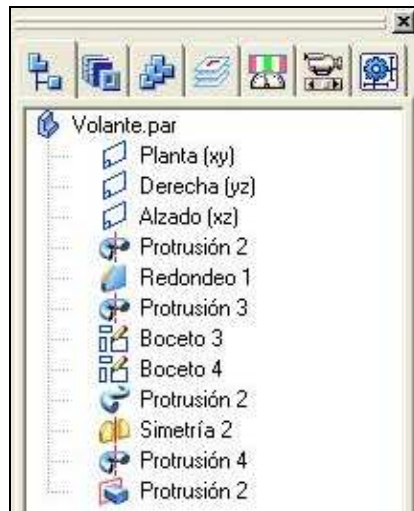 Volante.par
Planta (xy)
Derecha (yz)
Alzado (xz)
Protrusión 2
Redondeo 1
Protrusión 3
Boceto 3
Boceto 4
Protrusión 2
Simetría 2
Protrusión 4
Protrusión 2